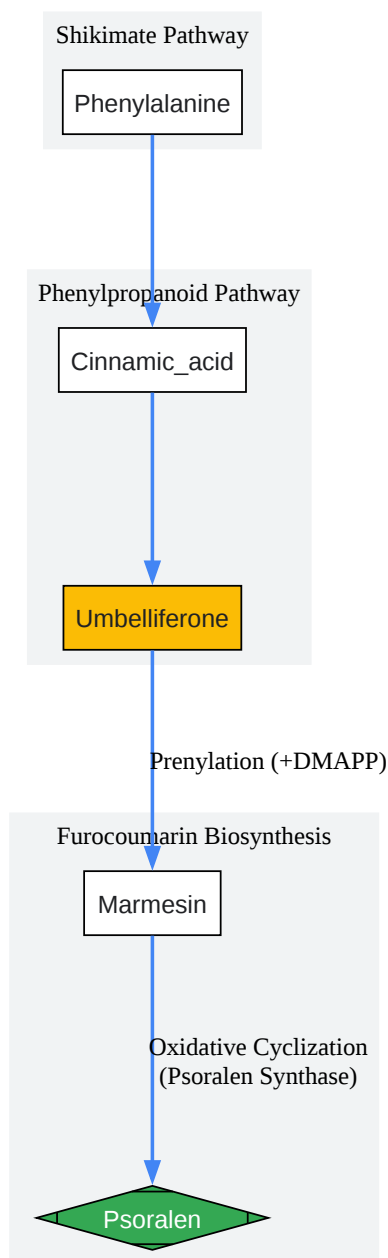 Shikimate Pathway
Phenylalanine
Phenylpropanoid Pathway
Cinnamic_acid
Umbelliferone
Prenylation (+DMAPP)
Furocoumarin Biosynthesis
Marmesin
Oxidative Cyclization
(Psoralen Synthase)
Psoralen